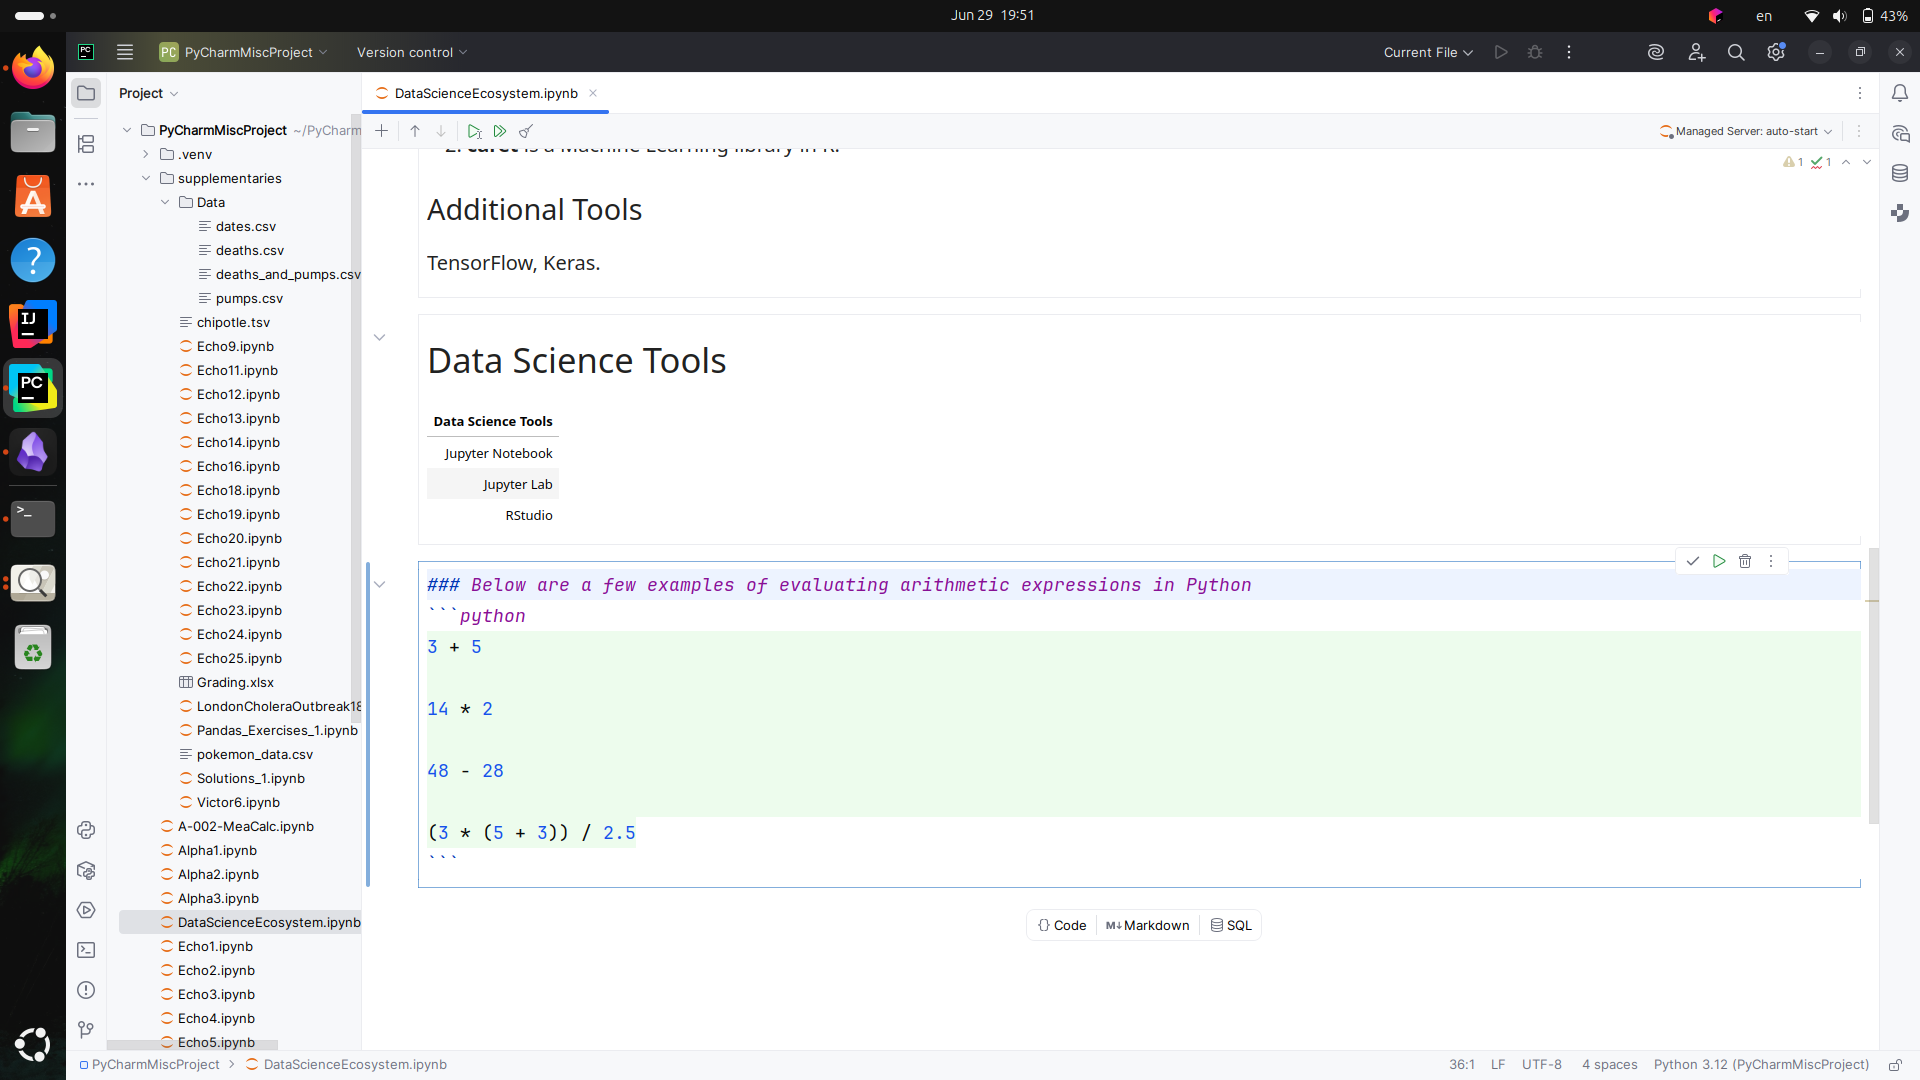 Jun 29 19:51
en
43%
PC
PyCharmMiscProject
Version control
Current File
Project
DataScienceEcosystem.ipynb
PyCharmMiscProject ~/PyCharm
.venv
supplementaries
Data
dates.csv
deaths.csv
deaths_and_pumps.csv
pumps.csv
chipotle.tsv
Echo9.ipynb
Echo11.ipynb
Echo12.ipynb
Echo13.ipynb
Echo14.ipynb
Echo16.ipynb
Echo18.ipynb
Echo19.ipynb
Echo20.ipynb
Echo21.ipynb
Echo22.ipynb
Echo23.ipynb
Echo24.ipynb
Echo25.ipynb
Grading.xlsx
LondonCholeraOutbreak18
Pandas_Exercises_1.ipynb
pokemon_data.csv
Solutions_1.ipynb
Victor6.ipynb
A-002-MeaCalc.ipynb
Alpha1.ipynb
Alpha2.ipynb
Alpha3.ipynb
DataScienceEcosystem.ipynb
Echo1.ipynb
Echo2.ipynb
Echo3.ipynb
Echo4.ipynb
Echo5.ipynb
Managed Server: auto-start
1 1
2. caret is a Machine Learning library in R.
Additional Tools
TensorFlow, Keras.
Data Science Tools
Data Science Tools
Jupyter Notebook
Jupyter Lab
RStudio
### Below are a few examples of evaluating arithmetic expressions in Python
```python
3 + 5
14 * 2
48 - 28
(3 * (5 + 3)) / 2.5
```
Code
Markdown
SQL
PyCharmMiscProject
DataScienceEcosystem.ipynb
36:1
LF
UTF-8
4 spaces
Python 3.12 (PyCharmMiscProject)